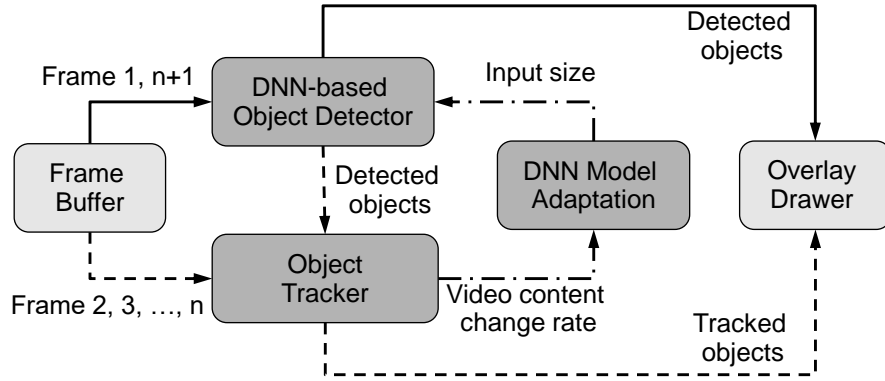 Detected
objects
Frame 1, n+1
DNN-based
Object Detector
Input size
Frame
Buffer
Detected
objects
DNN Model
Adaptation
Overlay
Drawer
Object
Tracker
Frame 2, 3, …, n
Video content
change rate
Tracked
objects